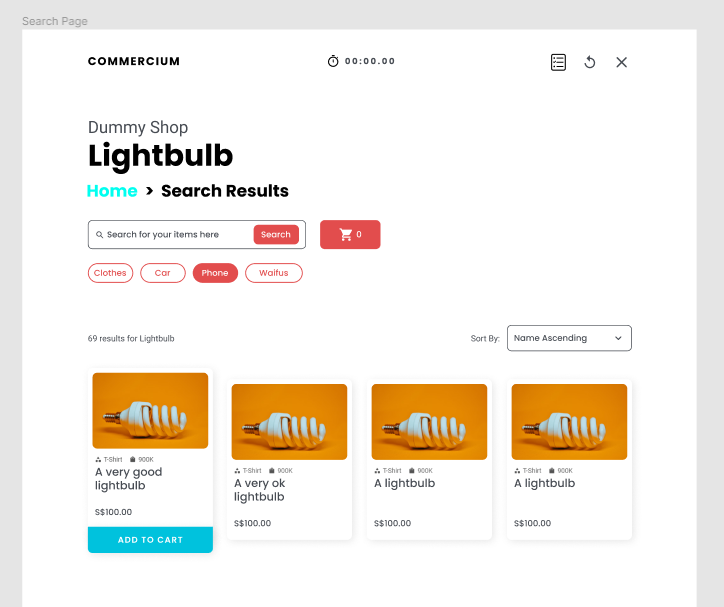 Search Page
COMMERCIUM
00:00.00
Dummy Shop
Lightbulb
Home > Search Results
Search for your items here
Search
0
Clothes
Car
Phone
Waifus
69 results for Lightbulb
Sort By:
Name Ascending
T-Shirt 900K
A very good
lightbulb
S$100.00
ADD TO CART
T-Shirt 900K
A very ok
lightbulb
S$100.00
T-Shirt 900K
A lightbulb
S$100.00
T-Shirt 900K
A lightbulb
S$100.00